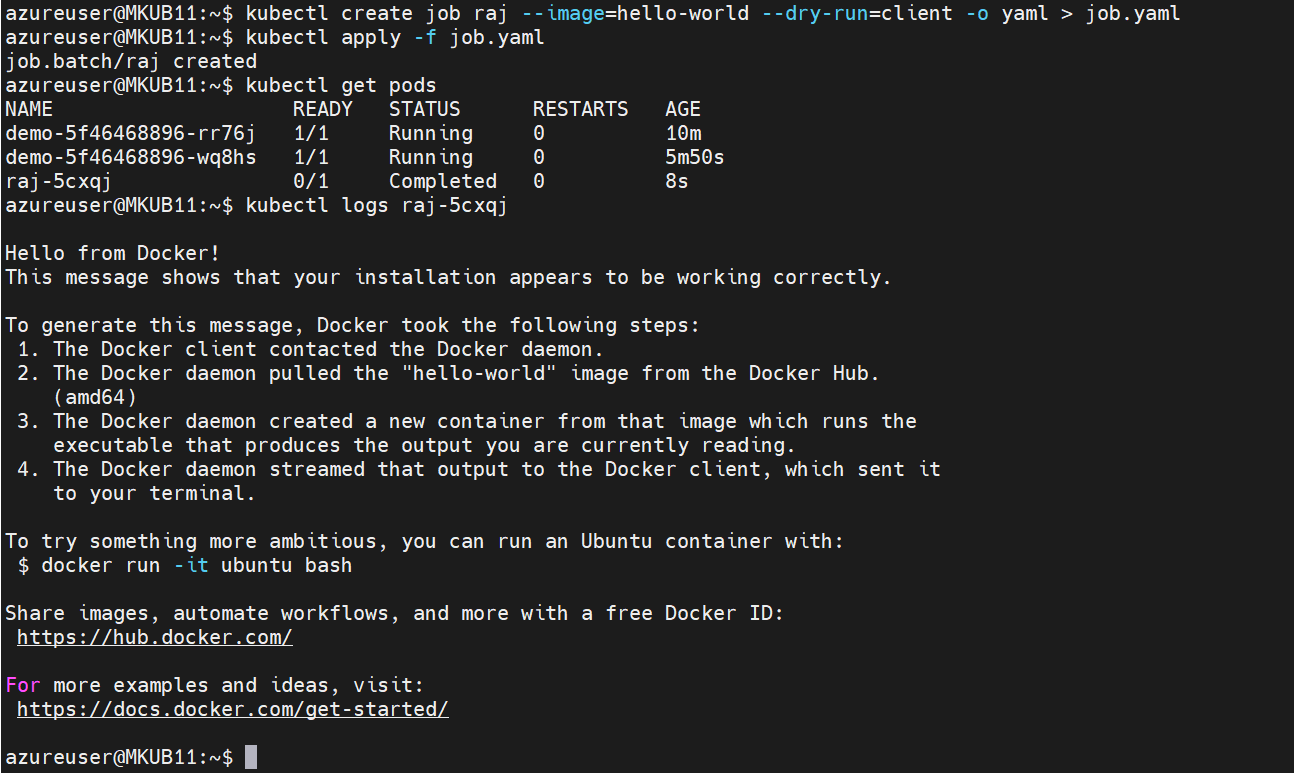 azureuser@MKUB11:~$ kubectl create job raj --image=hello-world --dry-run=client -o yaml > job.yaml
azureuser@MKUB11:~$ kubectl apply -f job.yaml
job.batch/raj created
azureuser@MKUB11:~$ kubectl get pods
NAME                    READY   STATUS      RESTARTS   AGE
demo-5f46468896-rr76j   1/1     Running     0          10m
demo-5f46468896-wq8hs   1/1     Running     0          5m50s
raj-5cxqj               0/1     Completed   0          8s
azureuser@MKUB11:~$ kubectl logs raj-5cxqj

Hello from Docker!
This message shows that your installation appears to be working correctly.

To generate this message, Docker took the following steps:
 1. The Docker client contacted the Docker daemon.
 2. The Docker daemon pulled the "hello-world" image from the Docker Hub.
    (amd64)
 3. The Docker daemon created a new container from that image which runs the
    executable that produces the output you are currently reading.
 4. The Docker daemon streamed that output to the Docker client, which sent it
    to your terminal.

To try something more ambitious, you can run an Ubuntu container with:
 $ docker run -it ubuntu bash

Share images, automate workflows, and more with a free Docker ID:
 https://hub.docker.com/

For more examples and ideas, visit:
 https://docs.docker.com/get-started/

azureuser@MKUB11:~$